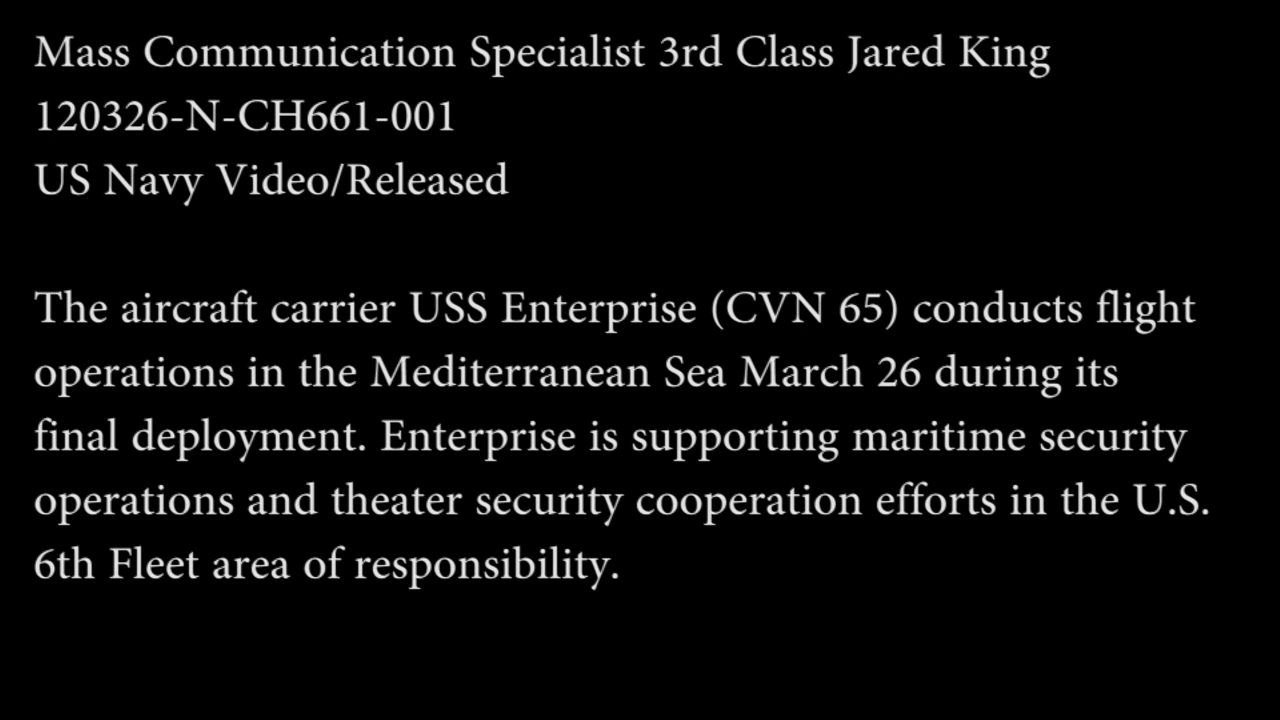 Mass Communication Specialist 3rd Class Jared King
120326-N-CH661-001
US Navy Video/Released
The aircraft carrier USS Enterprise (CVN 65) conducts flight
operations in the Mediterranean Sea March 26 during its
final deployment. Enterprise is supporting maritime security
operations and theater security cooperation efforts in the U.S.
6th Fleet area of responsibility.